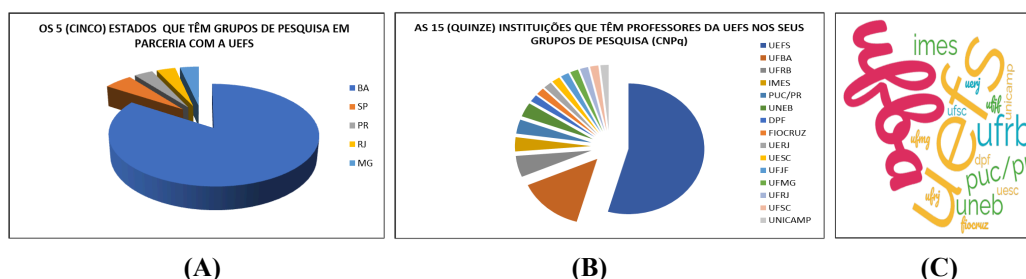 OS 5 (CINCO) ESTADOS QUE TÊM GRUPOS DE PESQUISA EM
PARCERIA COM A UEFS
BA
SP
PR
RJ
MG
(A)
AS 15 (QUINZE) INSTITUIÇÕES QUE TÊM PROFESSORES DA UEFS NOS SEUS
GRUPOS DE PESQUISA (CNPq)
UEFS
UFBA
UFRB
IMES
PUC/PR
UNEB
DPF
FIOCRUZ
UERJ
UESC
UFJF
UFMG
UFRJ
UFSC
UNICAMP
(B)
ufba
uefs
imes
uerj
unicamp
ufsc
ufjf
ufmg
ufrb
dpf
puc/pr
ufrj
uneb
uesc
fiocruz
(C)